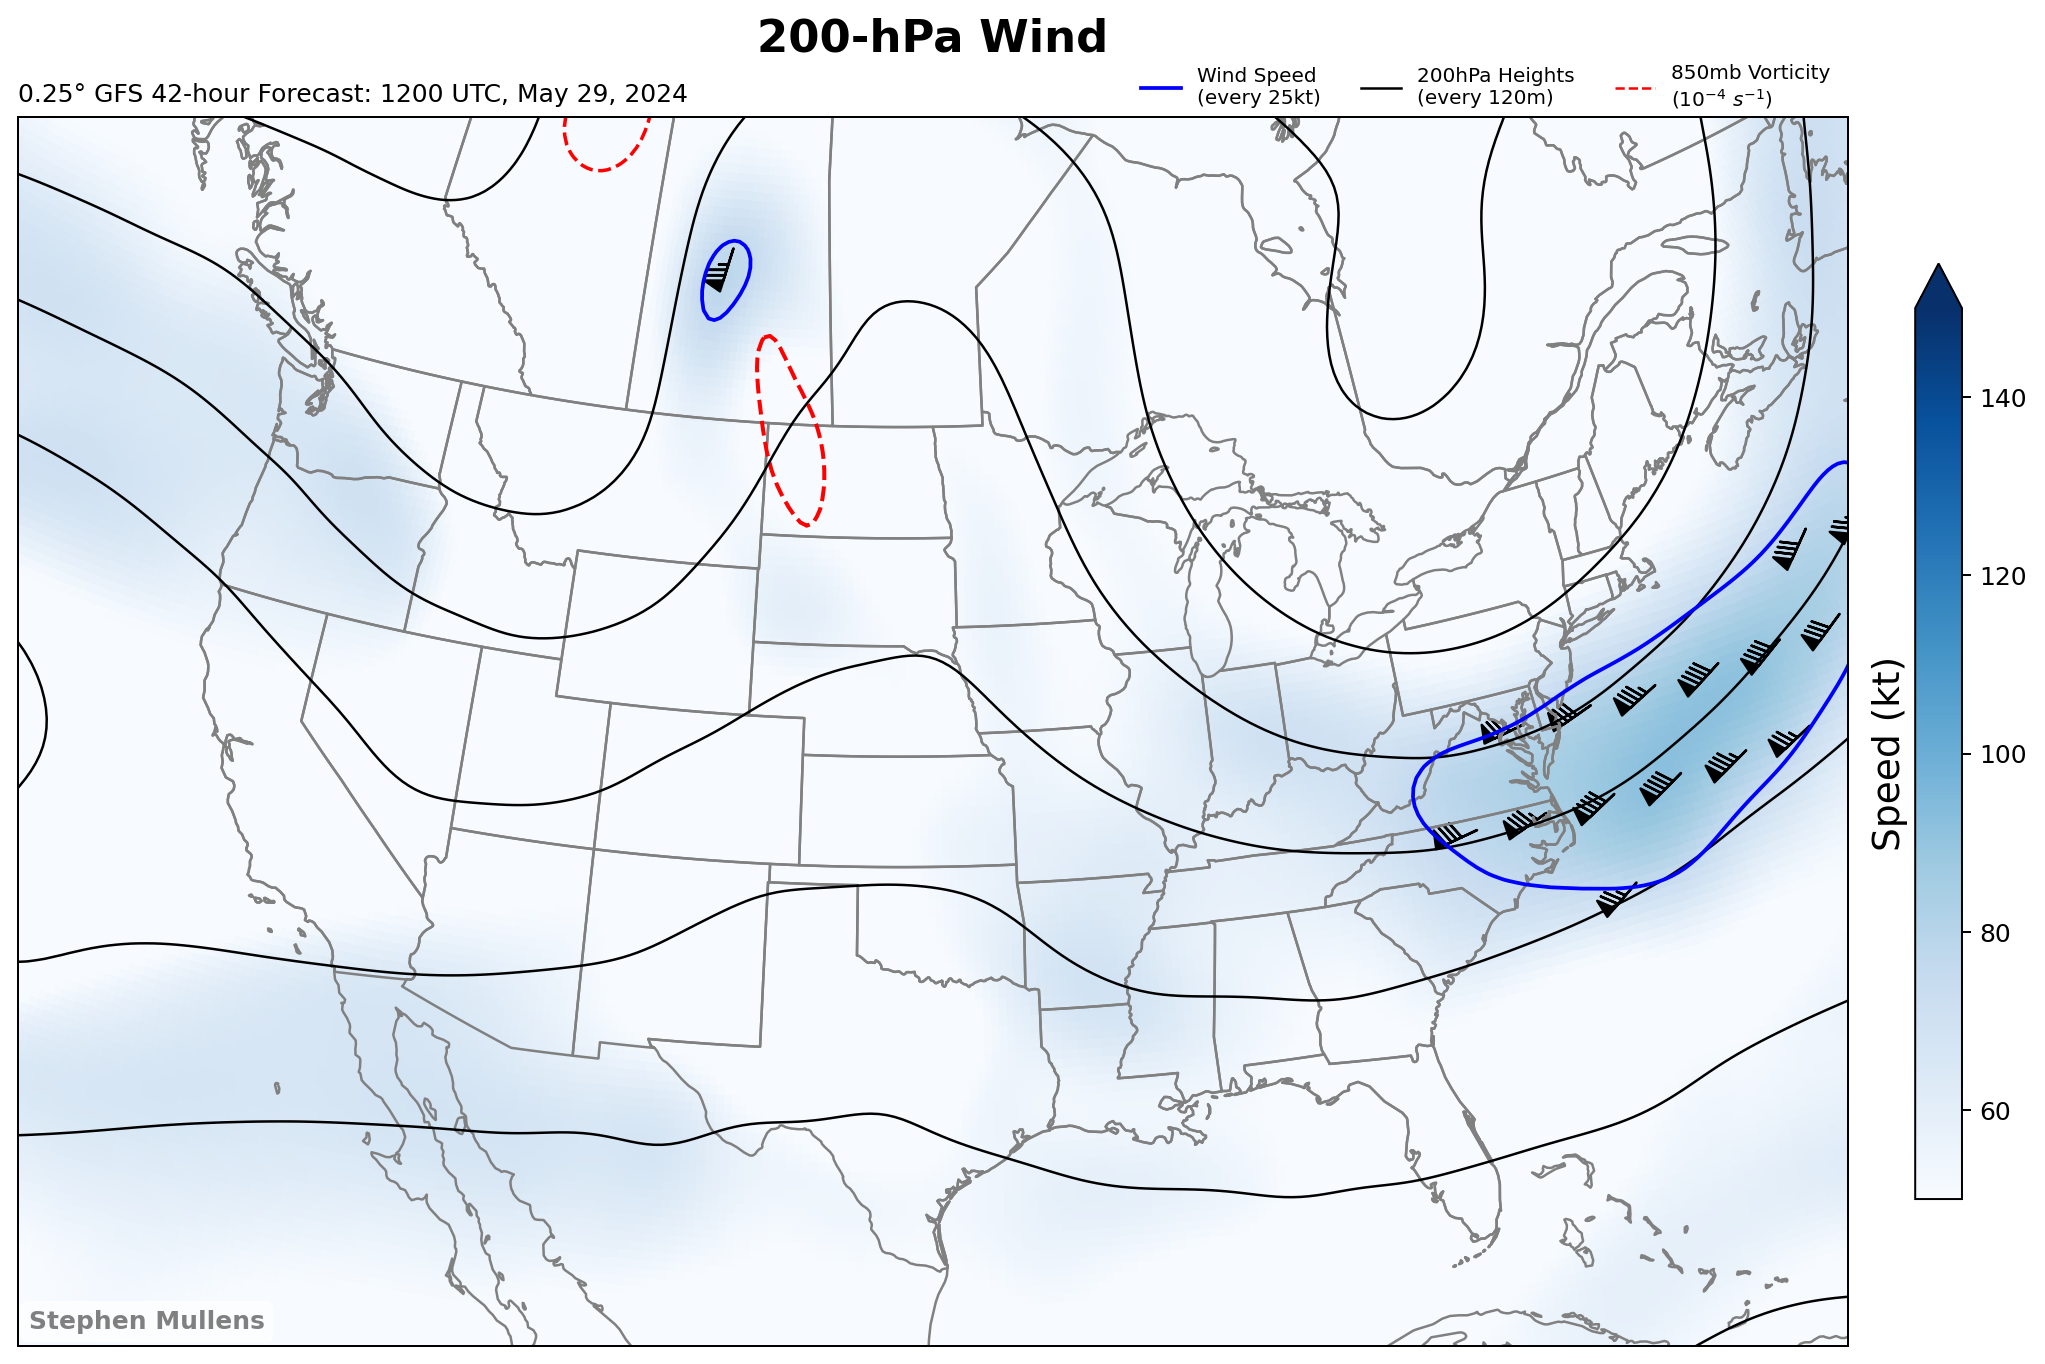 200-hPa Wind
0.25° GFS 42-hour Forecast: 1200 UTC, May 29, 2024
Wind Speed
(every 25kt)
200hPa Heights
(every 120m)
850mb Vorticity
(10⁻⁴ s⁻¹)
140
120
100
80
60
Speed (kt)
Stephen Mullens